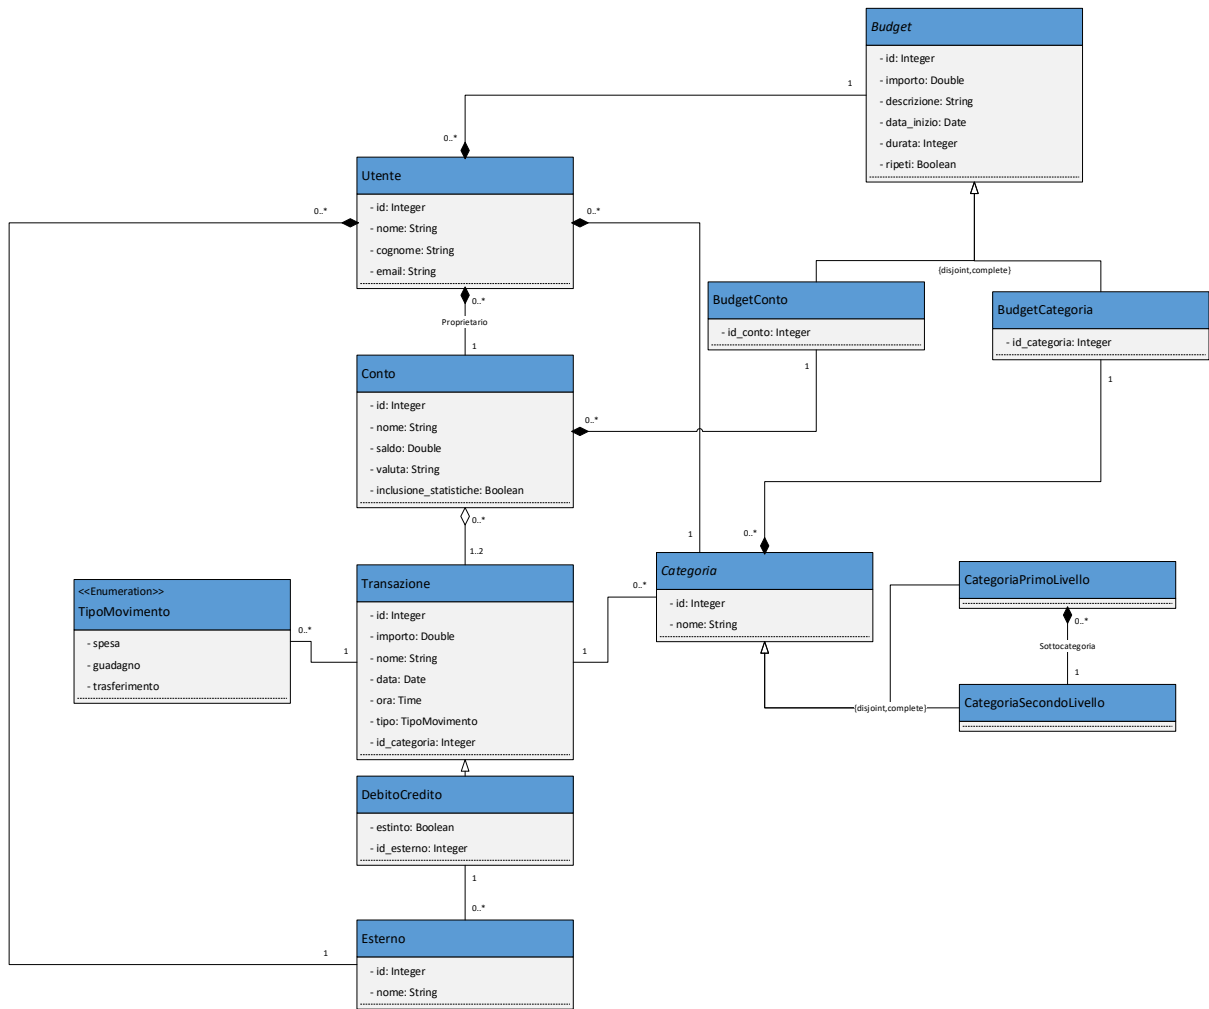 Budget
- id: Integer
- importo: Double
- descrizione: String
- data_inizio: Date
- durata: Integer
- ripeti: Boolean
1
0..*
Utente
- id: Integer
- nome: String
- cognome: String
- email: String
0..*
0..*
0..*
Proprietario
1
{disjoint,complete}
BudgetConto
- id_conto: Integer
1
BudgetCategoria
- id_categoria: Integer
1
Conto
- id: Integer
- nome: String
- saldo: Double
- valuta: String
- inclusione_statistiche: Boolean
0..*
0..*
1..2
1
0..*
Categoria
- id: Integer
- nome: String
0..*
1
CategoriaPrimoLivello
0..*
Sottocategoria
1
CategoriaSecondoLivello
{disjoint,complete}
<<Enumeration>>
TipoMovimento
- spesa
- guadagno
- trasferimento
0..*
1
Transazione
- id: Integer
- importo: Double
- nome: String
- data: Date
- ora: Time
- tipo: TipoMovimento
- id_categoria: Integer
DebitoCredito
- estinto: Boolean
- id_esterno: Integer
1
0..*
1
Esterno
- id: Integer
- nome: String